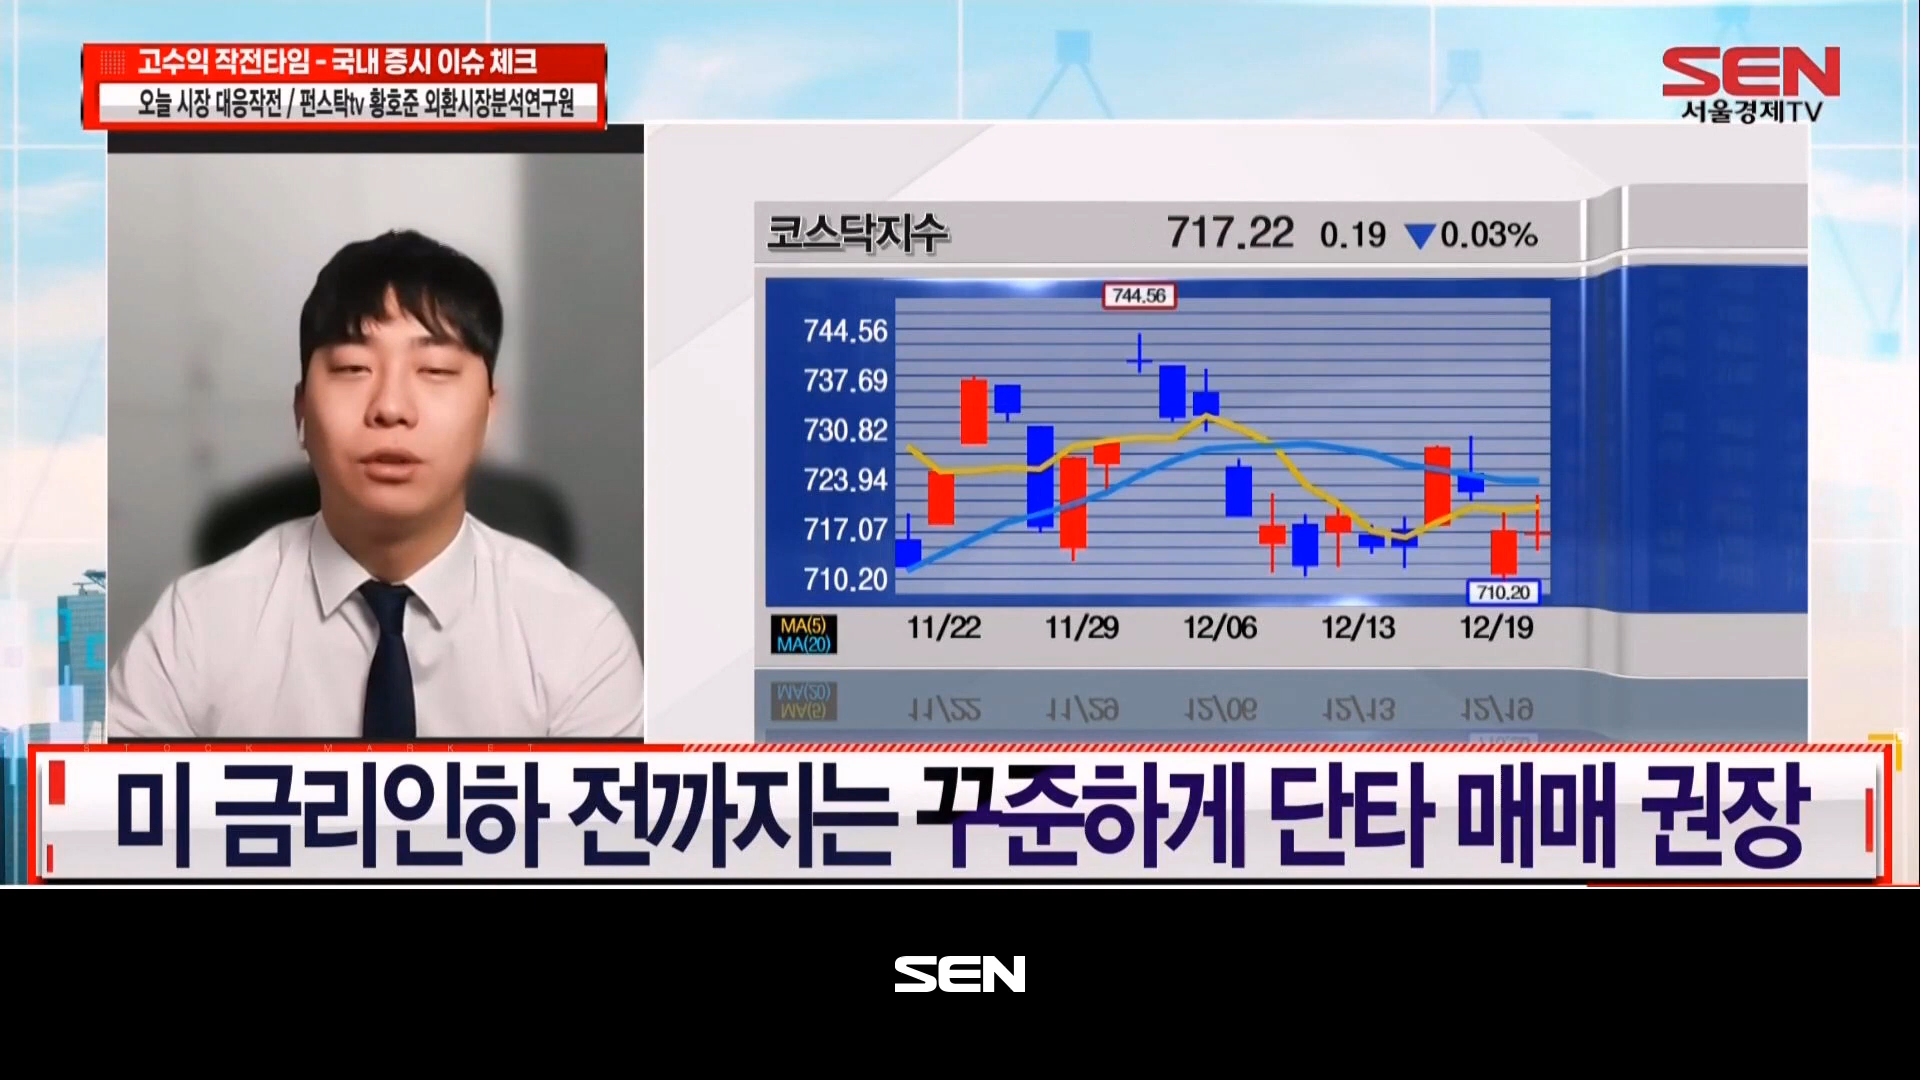 고수익 작전타임 - 국내 증시 이슈 체크
오늘 시장 대응작전 / 펀스탁tv 황호준 외환시장분석연구원
SEN
서울경제TV
코스닥지수 717.22 0.19 ▼0.03%
744.56
744.56
737.69
730.82
723.94
717.07
710.20
710.20
MA(5)
MA(20)
11/22 11/29 12/06 12/13 12/19
STOCK MARKET
미 금리인하 전까지는 꾸준하게 단타 매매 권장
SEN